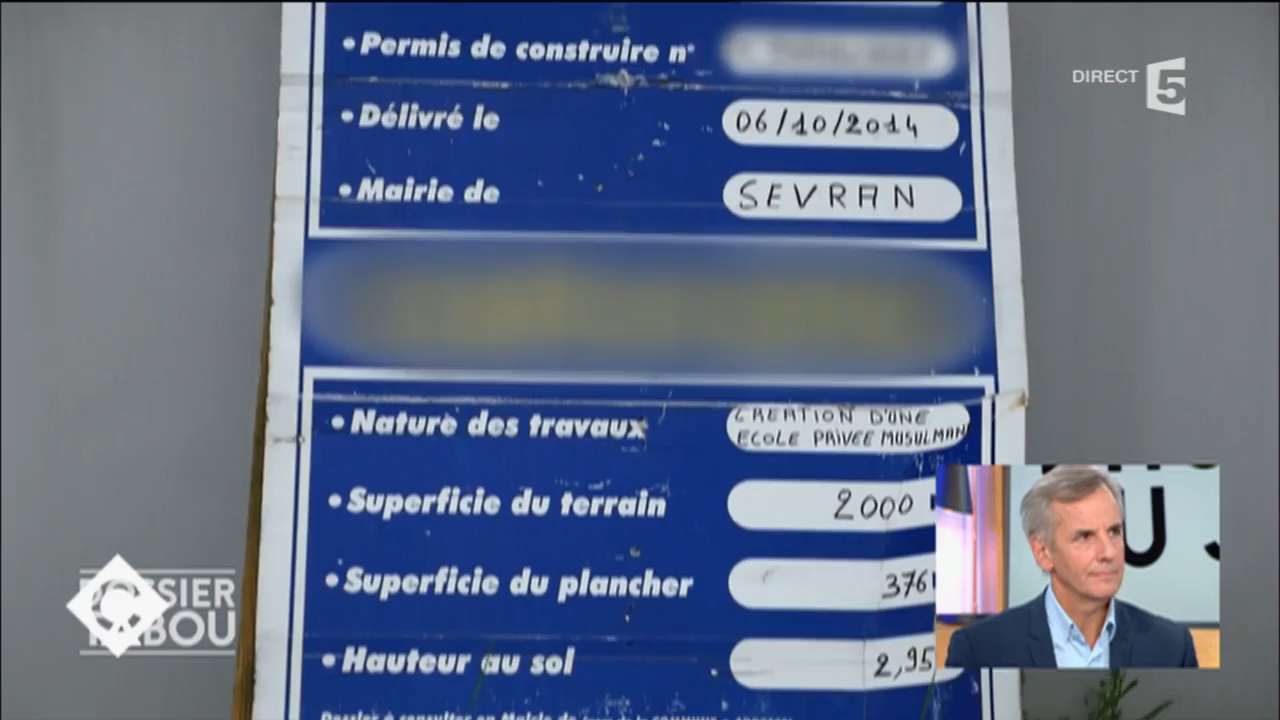 • Permis de construire n°
DIRECT 5
• Délivré le 06/10/2014
• Mairie de SEVRAN
• Nature des travaux CREATION D'UNE
ECOLE PRIVEE MUSULMAN
• Superficie du terrain 2000
• Superficie du plancher 376
• Hauteur au sol 2,95
DOSSIER
TABOU
U